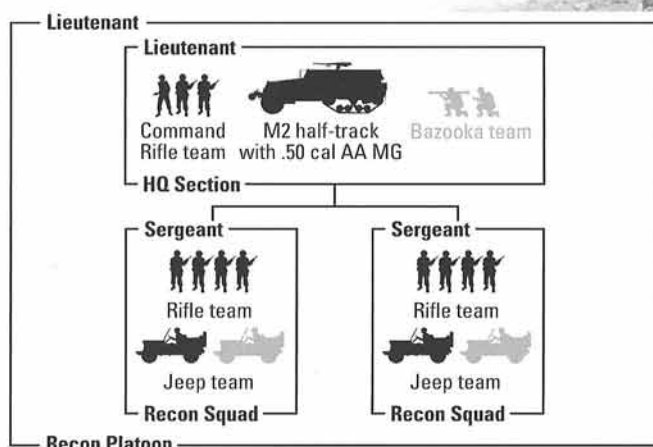 Lieutenant
Lieutenant
Command
Rifle team
M2 half-track
with .50 cal AA MG
Bazooka team
HQ Section
Sergeant
Rifle team
Jeep team
Recon Squad
Sergeant
Rifle team
Jeep team
Recon Squad
Recon Platoon